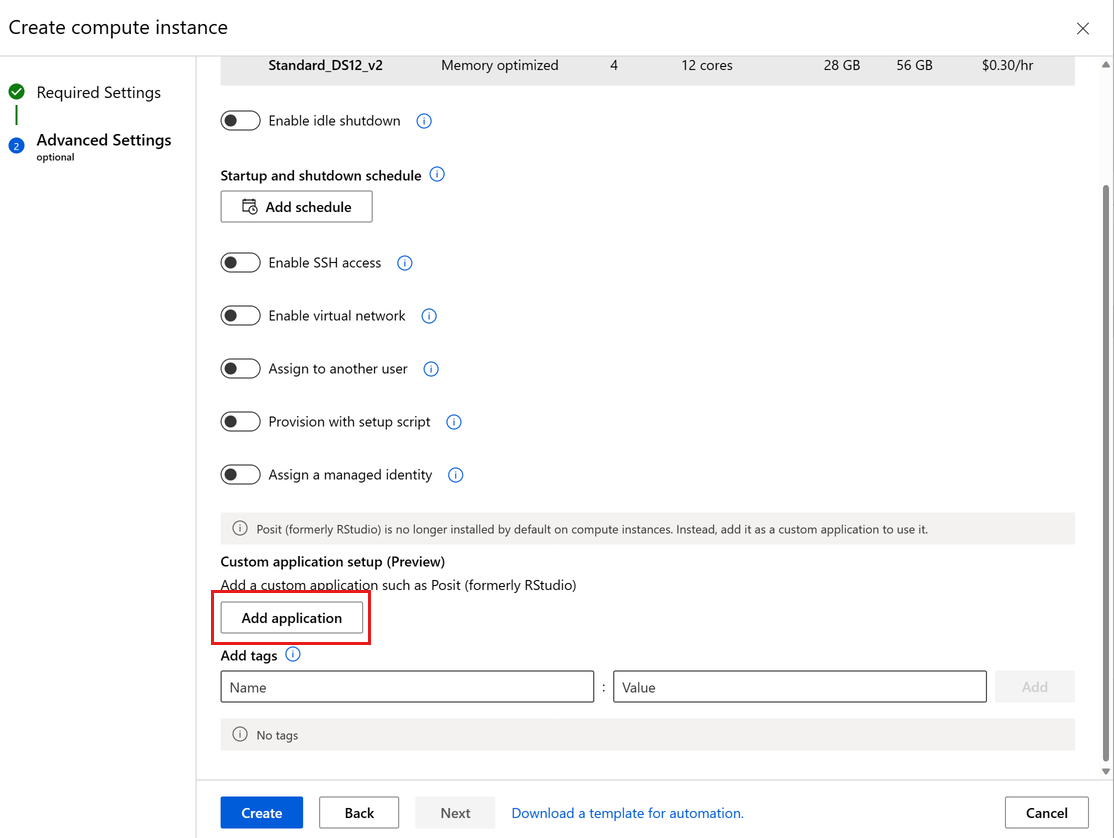 Create compute instance
Required Settings
2
Advanced Settings
optional
Standard_DS12_v2 Memory optimized 4 12 cores 28 GB 56 GB $0.30/hr
Enable idle shutdown
Startup and shutdown schedule
Add schedule
Enable SSH access
Enable virtual network
Assign to another user
Provision with setup script
Assign a managed identity
Posit (formerly RStudio) is no longer installed by default on compute instances. Instead, add it as a custom application to use it.
Custom application setup (Preview)
Add a custom application such as Posit (formerly RStudio)
Add application
Add tags
Name : Value Add
No tags
Create Back Next Download a template for automation. Cancel